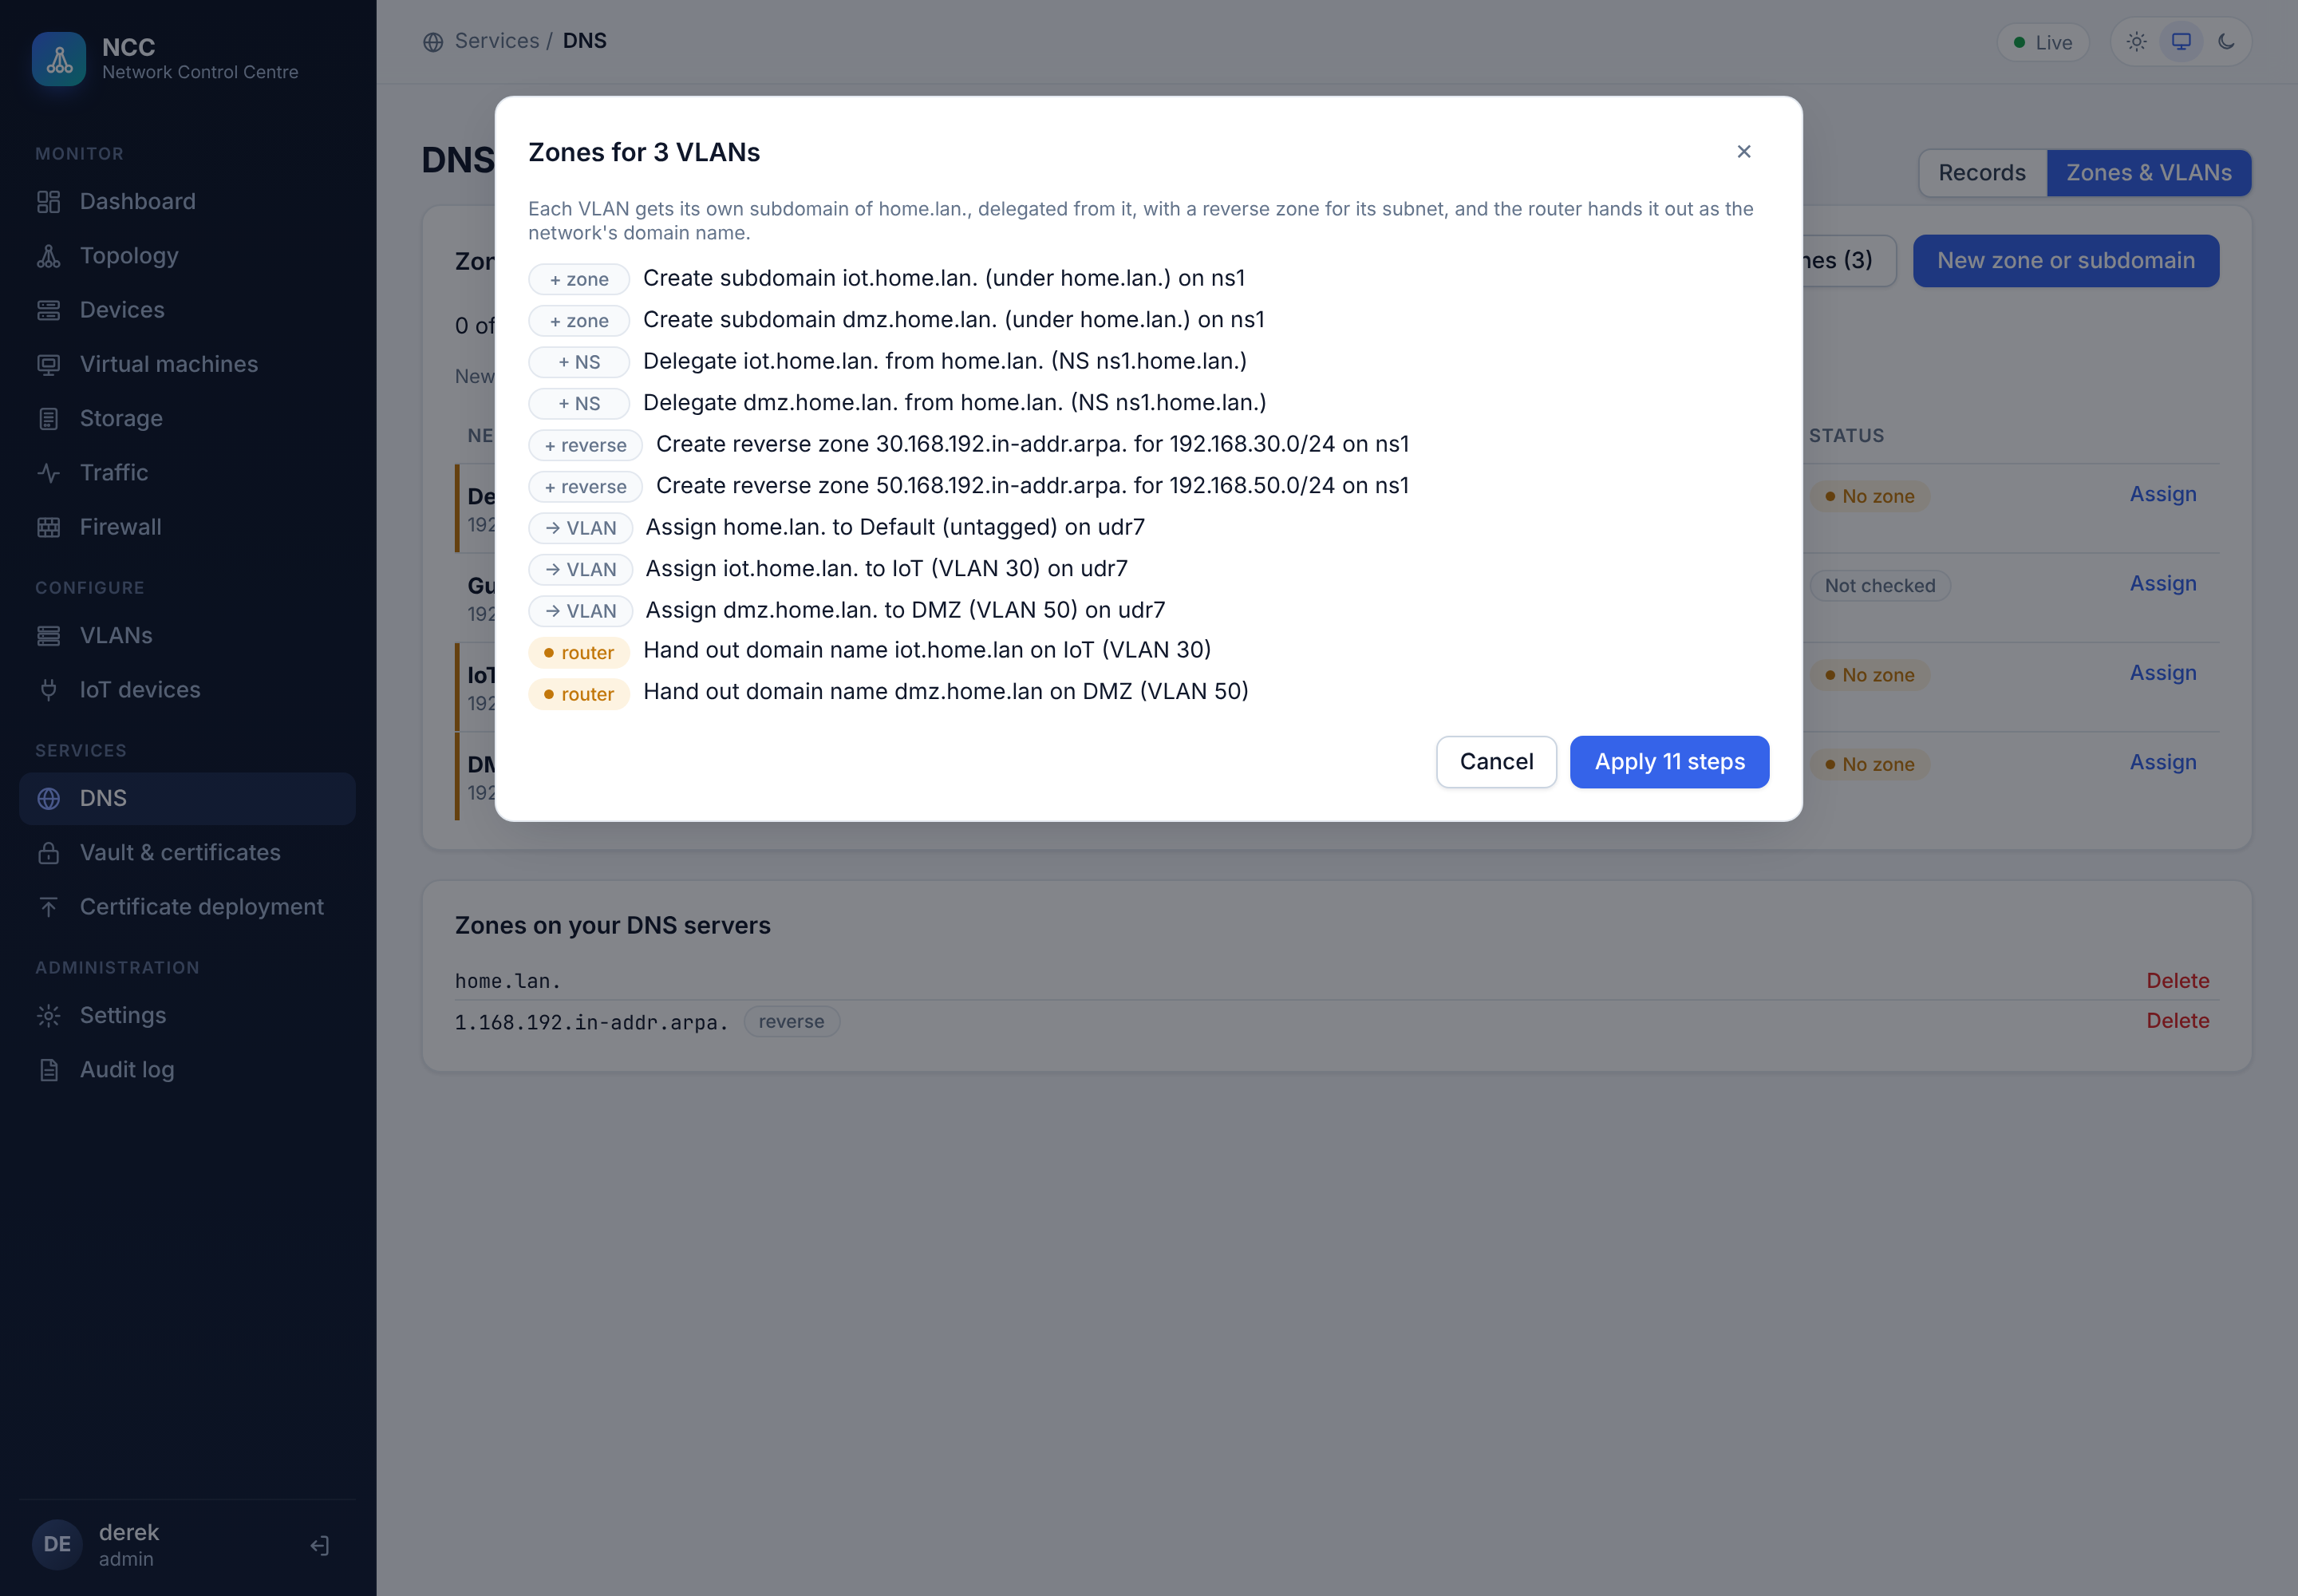 NCC
Network Control Centre
MONITOR
Dashboard
Topology
Devices
Virtual machines
Storage
Traffic
Firewall
CONFIGURE
VLANs
IoT devices
SERVICES
DNS
Vault & certificates
Certificate deployment
ADMINISTRATION
Settings
Audit log
DE
derek
admin
Services / DNS
Live
DNS
Records
Zones & VLANs
New zone or subdomain
Zones for 3 VLANs
Each VLAN gets its own subdomain of home.lan., delegated from it, with a reverse zone for its subnet, and the router hands it out as the
network's domain name.
+ zone Create subdomain iot.home.lan. (under home.lan.) on ns1
+ zone Create subdomain dmz.home.lan. (under home.lan.) on ns1
+ NS Delegate iot.home.lan. from home.lan. (NS ns1.home.lan.)
+ NS Delegate dmz.home.lan. from home.lan. (NS ns1.home.lan.)
+ reverse Create reverse zone 30.168.192.in-addr.arpa. for 192.168.30.0/24 on ns1
+ reverse Create reverse zone 50.168.192.in-addr.arpa. for 192.168.50.0/24 on ns1
→ VLAN Assign home.lan. to Default (untagged) on udr7
→ VLAN Assign iot.home.lan. to IoT (VLAN 30) on udr7
→ VLAN Assign dmz.home.lan. to DMZ (VLAN 50) on udr7
router Hand out domain name iot.home.lan on IoT (VLAN 30)
router Hand out domain name dmz.home.lan on DMZ (VLAN 50)
Cancel
Apply 11 steps
STATUS
No zone Assign
Not checked Assign
No zone Assign
No zone Assign
Zones on your DNS servers
home.lan. Delete
1.168.192.in-addr.arpa. reverse Delete